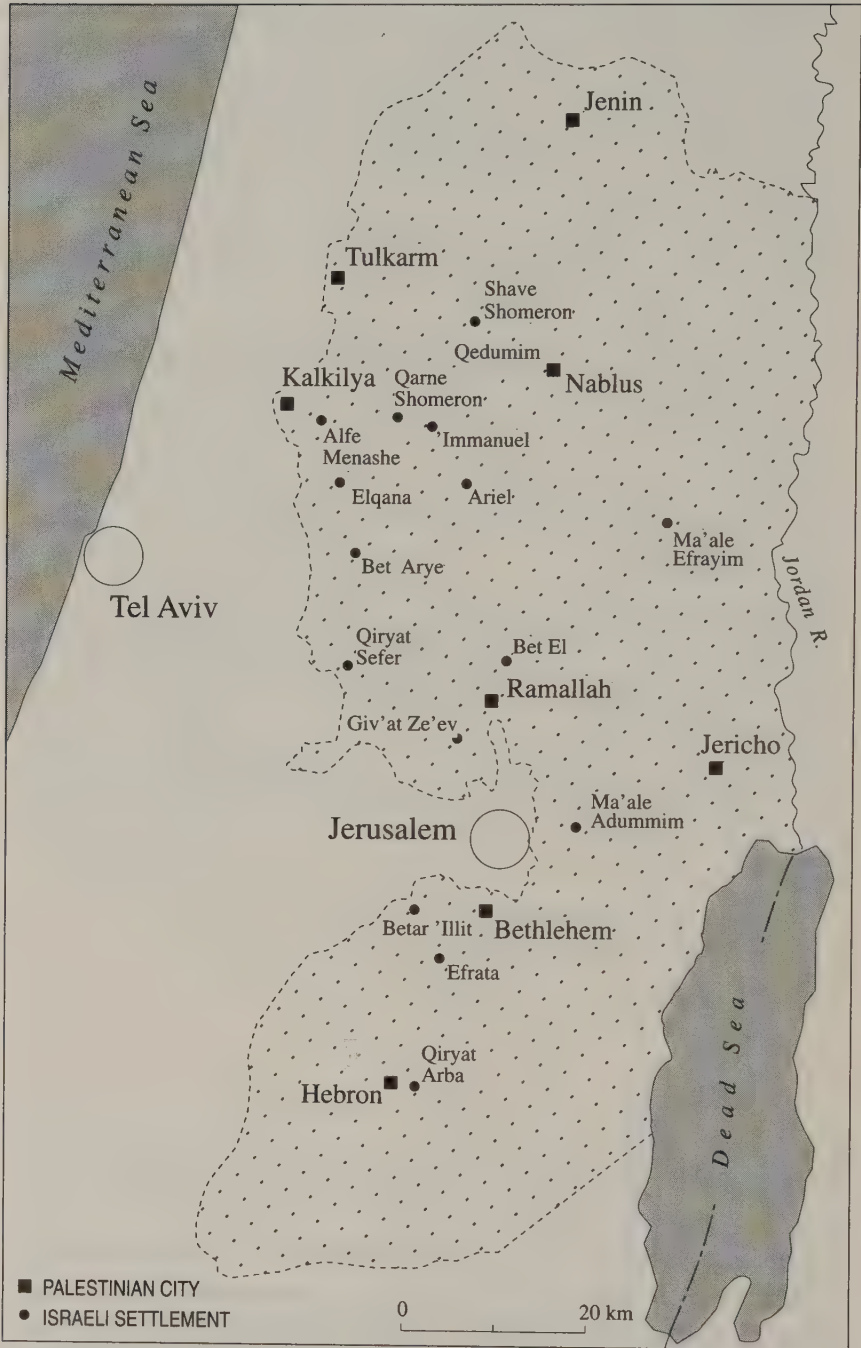 Mediterranean Sea
Jenin
Tulkarm
Shave
Shomeron
Qedumim
Nablus
Kalkilya
Qarne
Shomeron
'Immanuel
Alfe
Menashe
Elqana
Ariel
Ma'ale
Efrayim
Bet Arye
Tel Aviv
Jordan R.
Qiryat
Sefer
Bet El
Ramallah
Giv'at Ze'ev
Jericho
Ma'ale
Adummim
Jerusalem
Betar 'Illit
Bethlehem
Efrata
Dead Sea
Qiryat
Arba
Hebron
PALESTINIAN CITY
ISRAELI SETTLEMENT
0 20 km